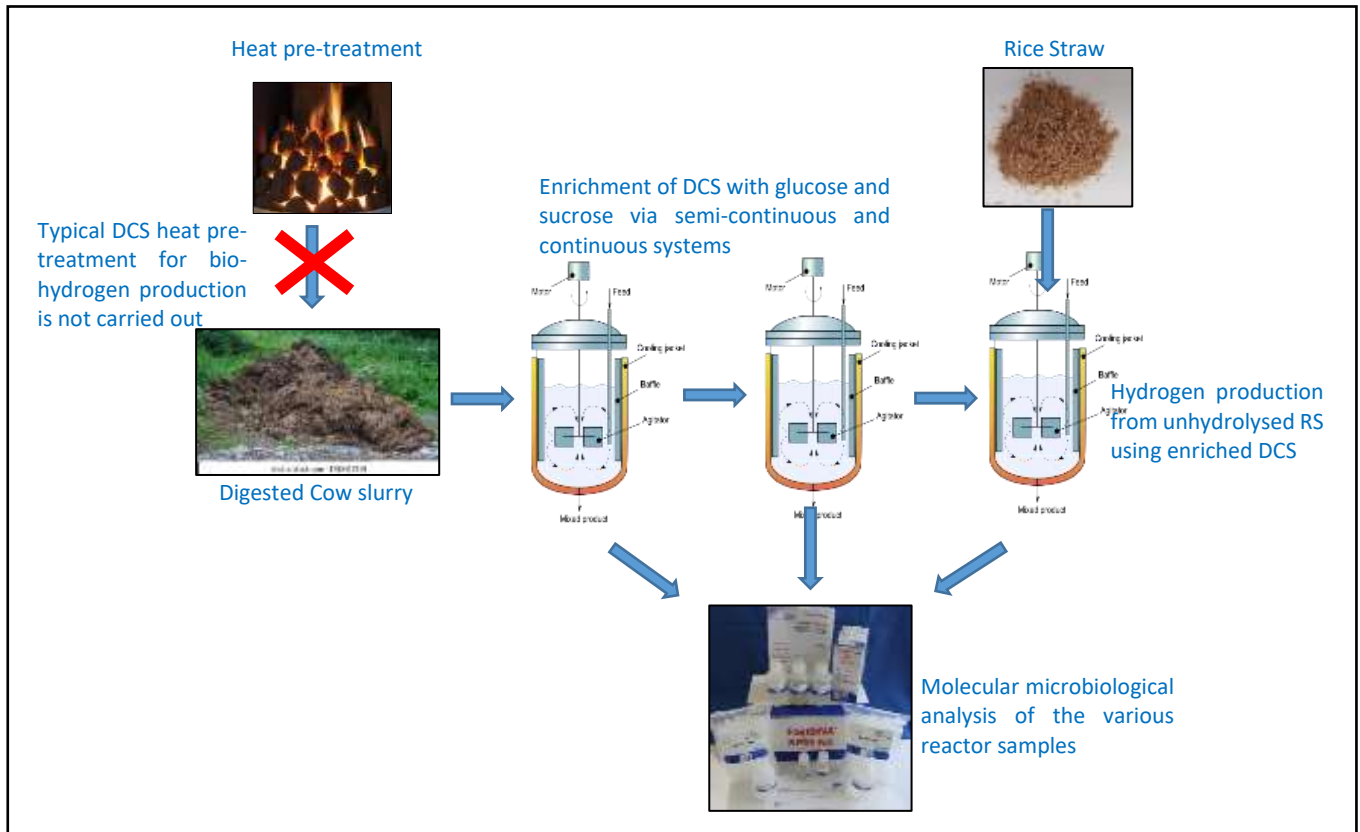 Heat pre-treatment
Rice Straw
Typical DCS heat pre-
treatment for bio-
hydrogen production
is not carried out
Enrichment of DCS with glucose and
sucrose via semi-continuous and
continuous systems
Motor
Feed
Cooling jacket
Baffle
Agitator
Mixed product
Motor
Feed
Cooling jacket
Baffle
Agitator
Mixed product
Motor
Feed
Cooling jacket
Baffle
Agitator
Mixed product
Digested Cow slurry
Hydrogen production
from unhydrolysed RS
using enriched DCS
Molecular microbiological
analysis of the various
reactor samples